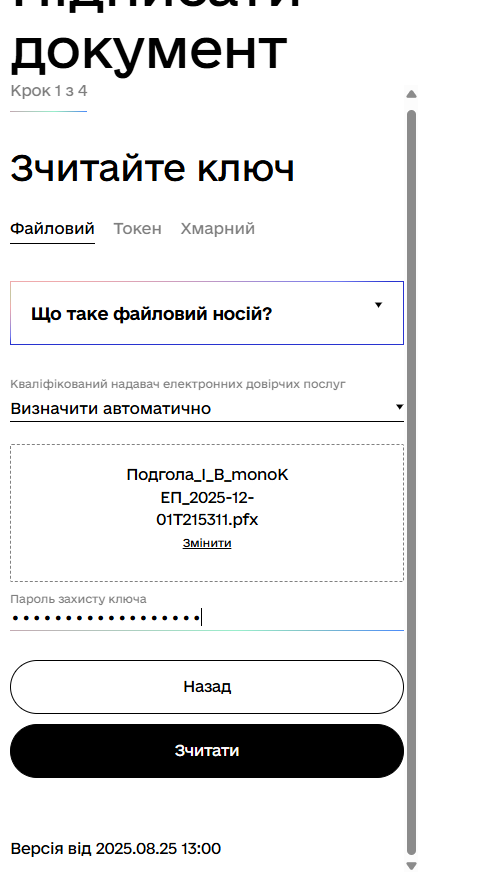 Підписати
документ
Крок 1 з 4
Зчитайте ключ
Файловий Токен Хмарний
Що таке файловий носій?
Кваліфікований надавач електронних довірчих послуг
Визначити автоматично
Подгола_І_В_monoK
ЕП_2025-12-
01T215311.pfx
Змінити
Пароль захисту ключа
••••••••••••••••••
Назад
Зчитати
Версія від 2025.08.25 13:00